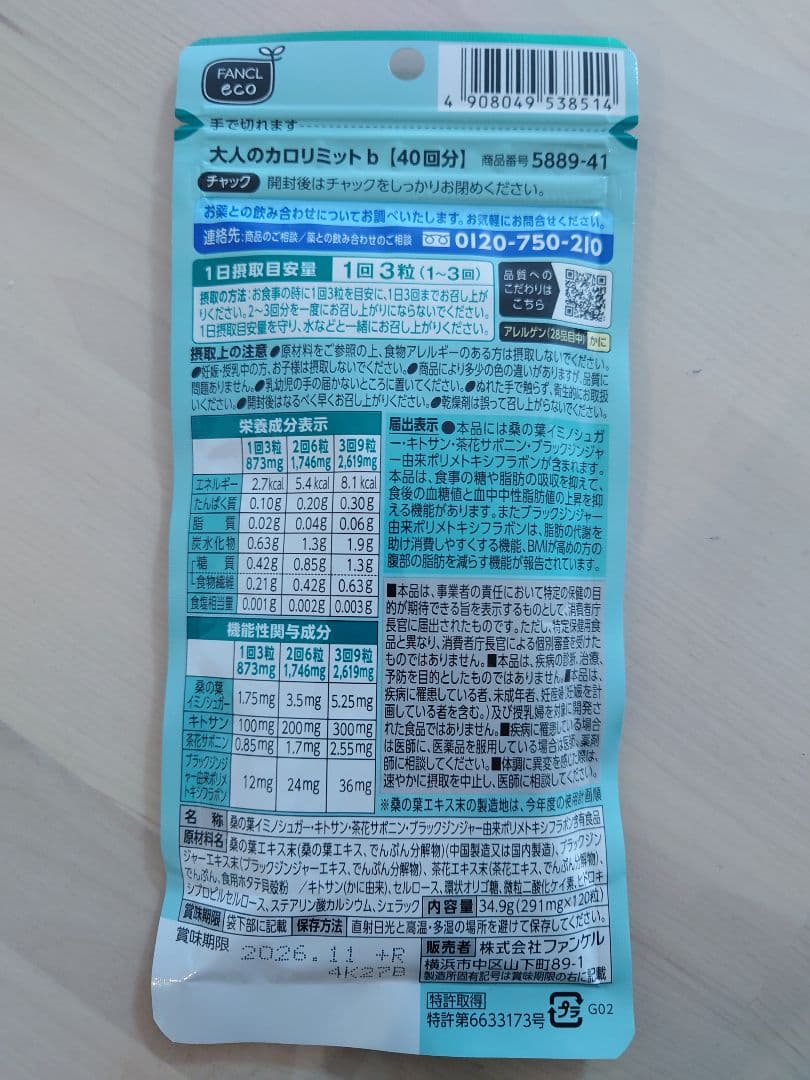 FANCL
eco
4 908049 538514
手で切れます
大人のカロリミット b 【40回分】 商品番号 5889-41
チャック 開封後はチャックをしっかりお閉めください。
お薬との飲み合わせについてお調べいたします。お気軽にお問合せください。
連絡先:商品のご相談/薬との飲み合わせのご相談 0120-750-210
1日摂取目安量 1回3粒(1~3回)
摂取の方法:お食事の時に1回3粒を目安に、1日3回までお召し上が
りください。2~3回分を一度にお召し上がりにならないでください。
1日摂取目安量を守り、水などと一緒にお召し上がりください。
品質への
こだわりは
こちら
アレルゲン(28品目中) かに
摂取上の注意 ●原材料をご参照の上、食物アレルギーのある方は摂取しないでください。
●妊娠・授乳中の方、お子様は摂取しないでください。●商品により多少の色の違いがありますが、品質に
問題ありません。●乳幼児の手の届かないところに置いてください。●ぬれた手で触らず、衛生的にお取扱
いください。●開封後はなるべく早くお召し上がりください。●乾燥剤は誤って召し上がらないでください。
栄養成分表示
1回3粒 2回6粒 3回9粒
873mg 1,746mg 2,619mg
エネルギー 2.7kcal 5.4kcal 8.1kcal
たんぱく質 0.10g 0.20g 0.30g
脂質 0.02g 0.04g 0.06g
炭水化物 0.63g 1.3g 1.9g
糖質 0.42g 0.85g 1.3g
食物繊維 0.21g 0.42g 0.63g
食塩相当量 0.001g 0.002g 0.003g
機能性関与成分
1回3粒 2回6粒 3回9粒
873mg 1,746mg 2,619mg
桑の葉
イミノシュガー 1.75mg 3.5mg 5.25mg
キトサン 100mg 200mg 300mg
茶花サポニン 0.85mg 1.7mg 2.55mg
ブラックジンジ
ャー由来ポリメ
トキシフラボン 12mg 24mg 36mg
届出表示 ●本品には桑の葉イミノシュガ
ー・キトサン・茶花サポニン・ブラックジンジャ
ー由来ポリメトキシフラボンが含まれます。
本品は、食事の糖や脂肪の吸収を抑えて、
食後の血糖値と血中中性脂肪値の上昇を抑
える機能があります。またブラックジンジャー
由来ポリメトキシフラボンは、脂肪の代謝を
助け消費しやすくする機能、BMIが高めの方の
腹部の脂肪を減らす機能が報告されています。
■本品は、事業者の責任において特定の保健の目
的が期待できる旨を表示するものとして、消費者庁
長官に届出されたものです。ただし、特定保健用食
品と異なり、消費者庁長官による個別審査を受けた
ものではありません。■本品は、疾病の診断、治療、
予防を目的としたものではありません。■本品は、
疾病に罹患している者、未成年者、妊産婦(妊娠を計
画している者を含む。)及び授乳婦を対象に開発さ
れた食品ではありません。■疾病に罹患している場合
は医師に、医薬品を服用している場合は医師、薬剤
師に相談してください。■体調に異変を感じた際は、
速やかに摂取を中止し、医師に相談してください。
※桑の葉エキス末の製造地は、今年度の使用計画順
名称 桑の葉イミノシュガー・キトサン・茶花サポニン・ブラックジンジャー由来ポリメトキシフラボン含有食品
原材料名 桑の葉エキス末(桑の葉エキス、でんぷん分解物)(中国製造又は国内製造)、ブラックジン
ジャーエキス末(ブラックジンジャーエキス、でんぷん分解物)、茶花エキス末(茶花エキス、でんぷん分解物)、
でんぷん、食用ホタテ貝殻粉 /キトサン(かに由来)、セルロース、環状オリゴ糖、微粒二酸化ケイ素、ヒドロキ
シプロピルセルロース、ステアリン酸カルシウム、シェラック 内容量 34.9g(291mg×120粒)
賞味期限 袋下部に記載 保存方法 直射日光と高温・多湿の場所を避けて保存してください。
賞味期限 2026.11 +R
4K27B
販売者 株式会社ファンケル
横浜市中区山下町89-1
製造所固有記号は賞味期限の右に記載
特許取得
特許第6633173号
プラ
G02